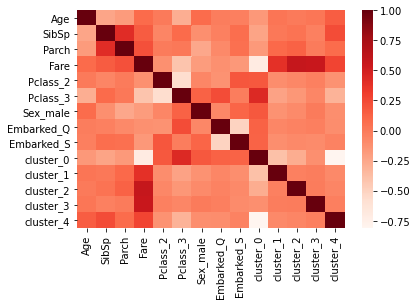 Age
SibSp
Parch
Fare
Pclass_2
Pclass_3
Sex_male
Embarked_Q
Embarked_S
cluster_0
cluster_1
cluster_2
cluster_3
cluster_4
Age
SibSp
Parch
Fare
Pclass_2
Pclass_3
Sex_male
Embarked_Q
Embarked_S
cluster_0
cluster_1
cluster_2
cluster_3
cluster_4
1.00
0.75
0.50
0.25
0.00
−0.25
−0.50
−0.75